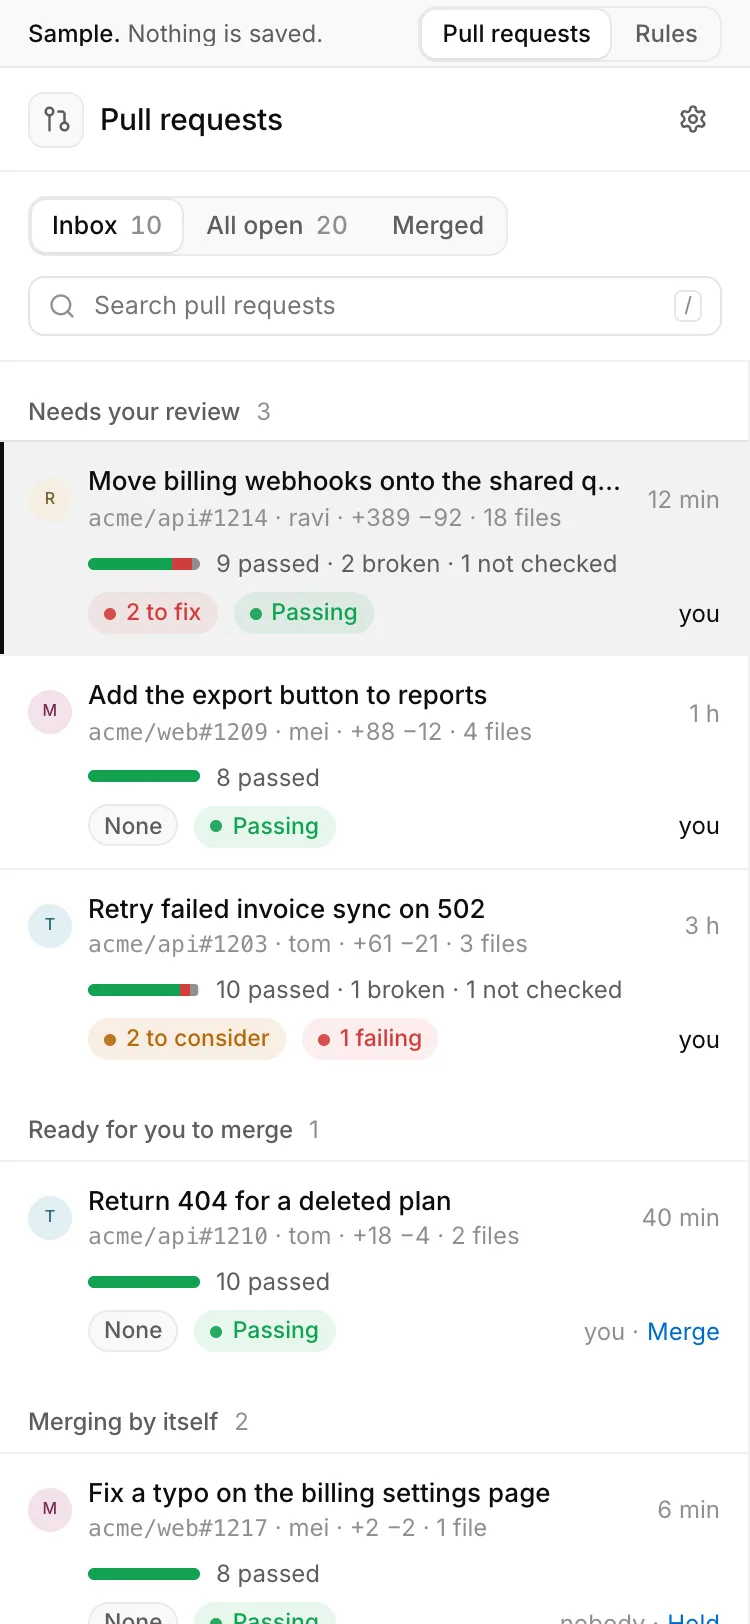 Sample. Nothing is saved.
Pull requests
Rules
Pull requests
Inbox 10
All open 20
Merged
Search pull requests
/
Needs your review 3
R
Move billing webhooks onto the shared q...
12 min
acme/api#1214 · ravi · +389 −92 · 18 files
9 passed · 2 broken · 1 not checked
2 to fix
Passing
you
M
Add the export button to reports
1 h
acme/web#1209 · mei · +88 −12 · 4 files
8 passed
None
Passing
you
T
Retry failed invoice sync on 502
3 h
acme/api#1203 · tom · +61 −21 · 3 files
10 passed · 1 broken · 1 not checked
2 to consider
1 failing
you
Ready for you to merge 1
T
Return 404 for a deleted plan
40 min
acme/api#1210 · tom · +18 −4 · 2 files
10 passed
None
Passing
you · Merge
Merging by itself 2
M
Fix a typo on the billing settings page
6 min
acme/web#1217 · mei · +2 −2 · 1 file
8 passed
None
Passing
nobody · Hold